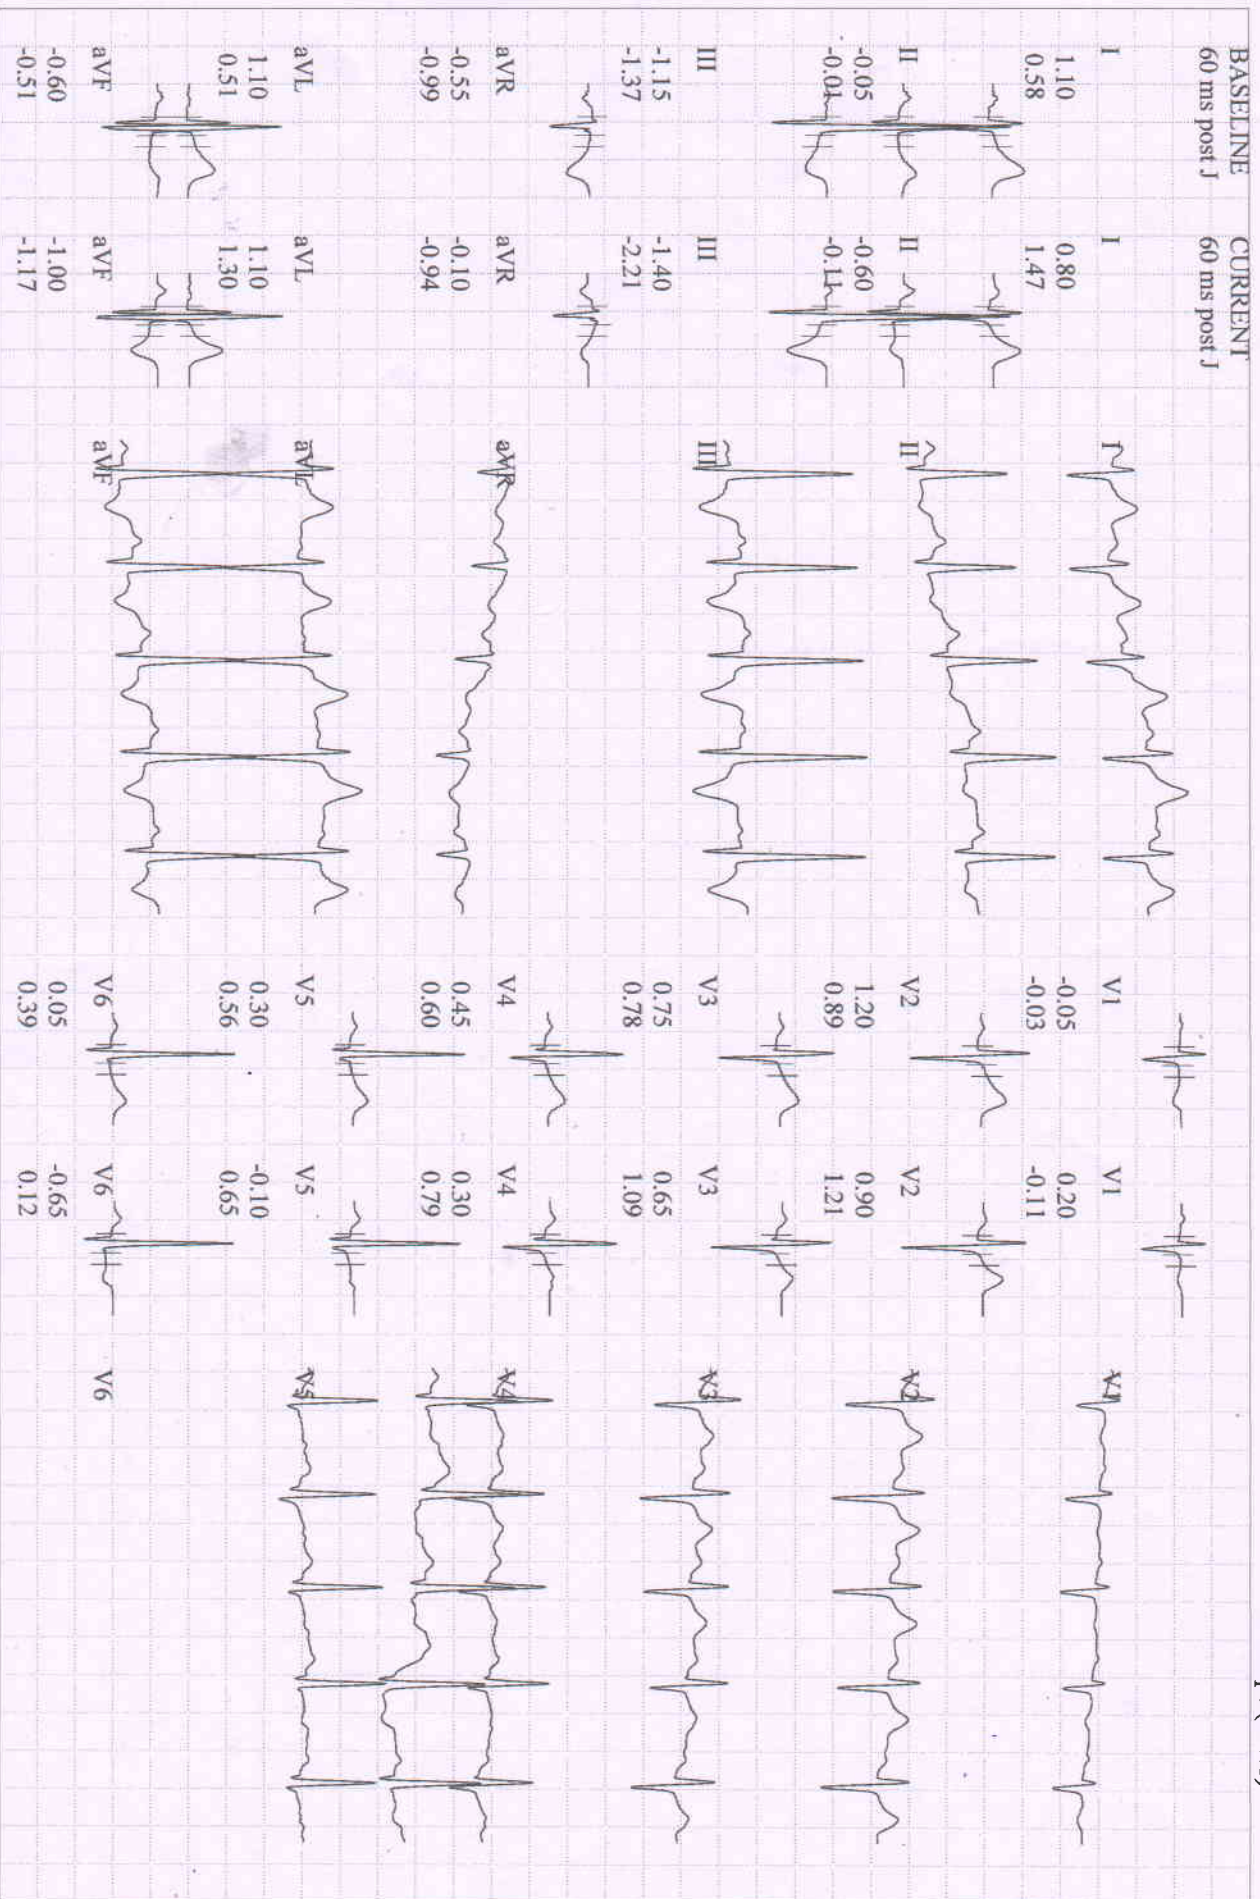 BASELINE
60 ms post J
I
1.10
0.58
II
-0.05
-0.01
III
-1.15
-1.37
aVR
-0.55
-0.99
aVL
1.10
0.51
aVF
-0.60
-0.51
CURRENT
60 ms post J
I
0.80
1.47
II
-0.60
-0.11
III
-1.40
-2.21
aVR
-0.10
-0.94
aVL
1.10
1.30
aVF
-1.00
-1.17
I
II
III
aVR
aVL
aVF
V1
-0.05
-0.03
V2
1.20
0.89
V3
0.75
0.78
V4
0.45
0.60
V5
0.30
0.56
V6
0.05
0.39
V1
0.20
-0.11
V2
0.90
1.21
V3
0.65
1.09
V4
0.30
0.79
V5
-0.10
0.65
V6
-0.65
0.12
V1
V2
V3
V4
V5
V6